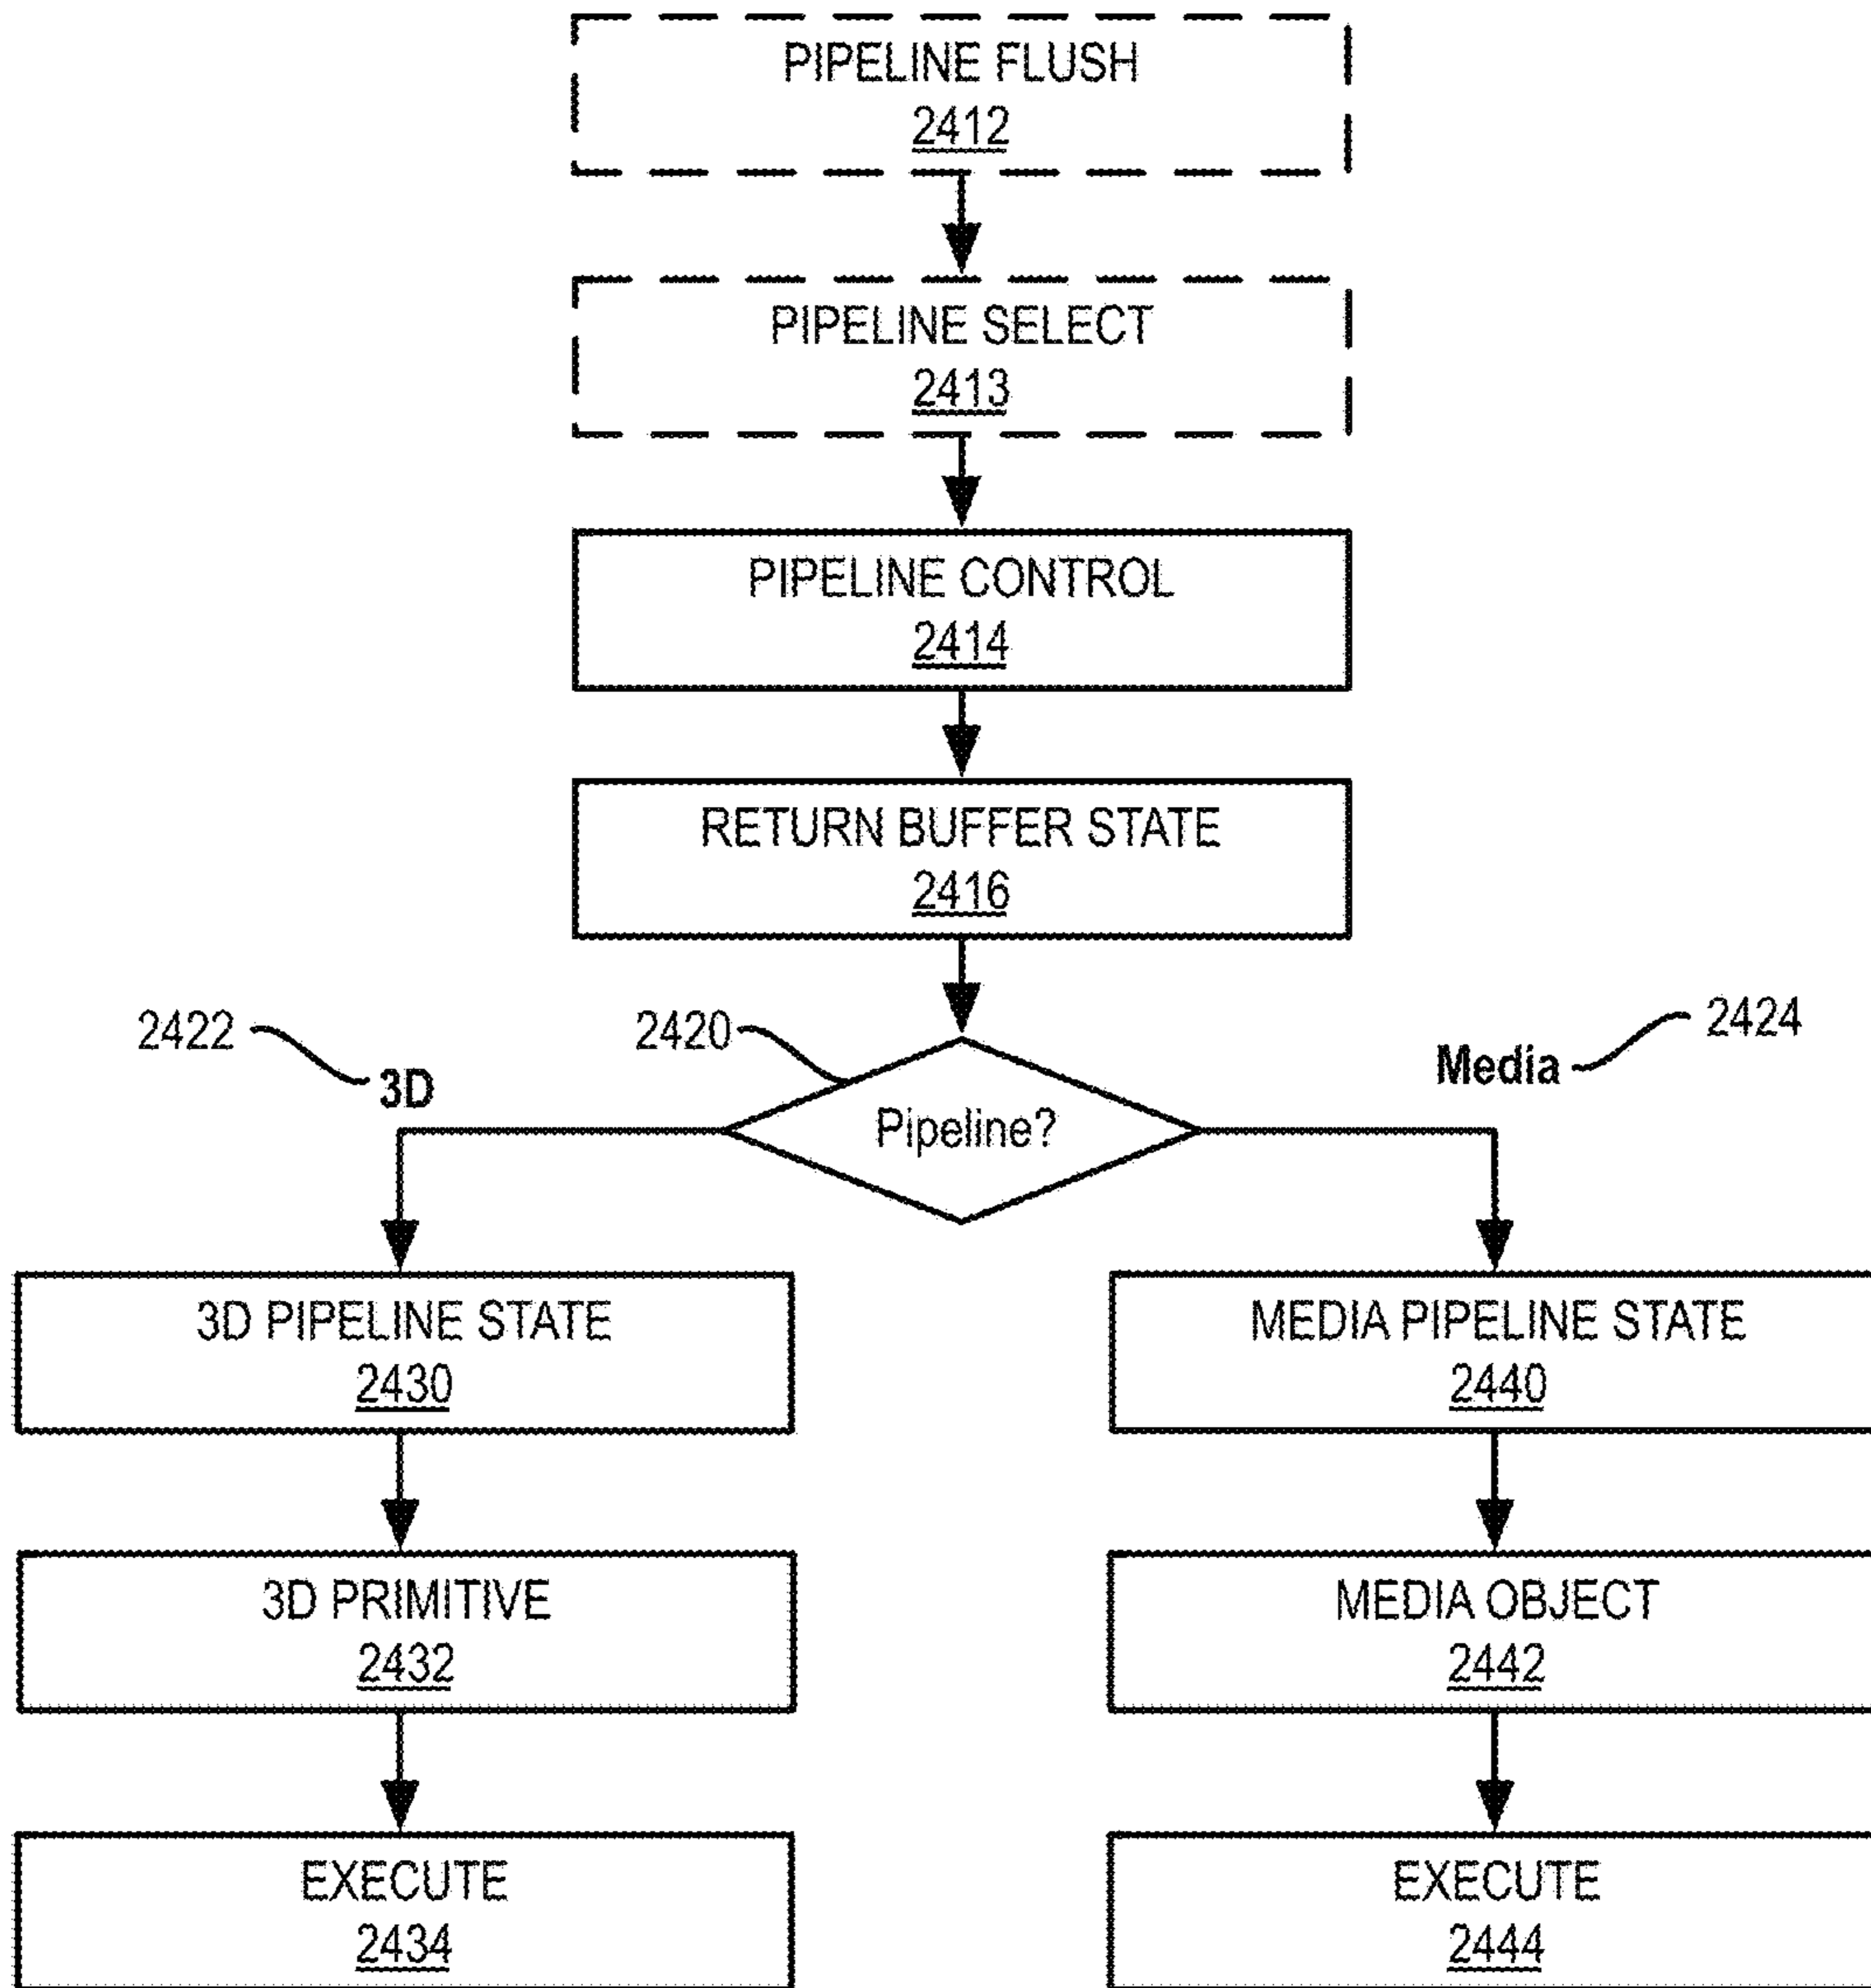 PIPELINE FLUSH
2412
PIPELINE SELECT
2413
PIPELINE CONTROL
2414
RETURN BUFFER STATE
2416
2422
3D
2420
Media
2424
Pipeline?
3D PIPELINE STATE
2430
MEDIA PIPELINE STATE
2440
3D PRIMITIVE
2432
MEDIA OBJECT
2442
EXECUTE
2434
EXECUTE
2444